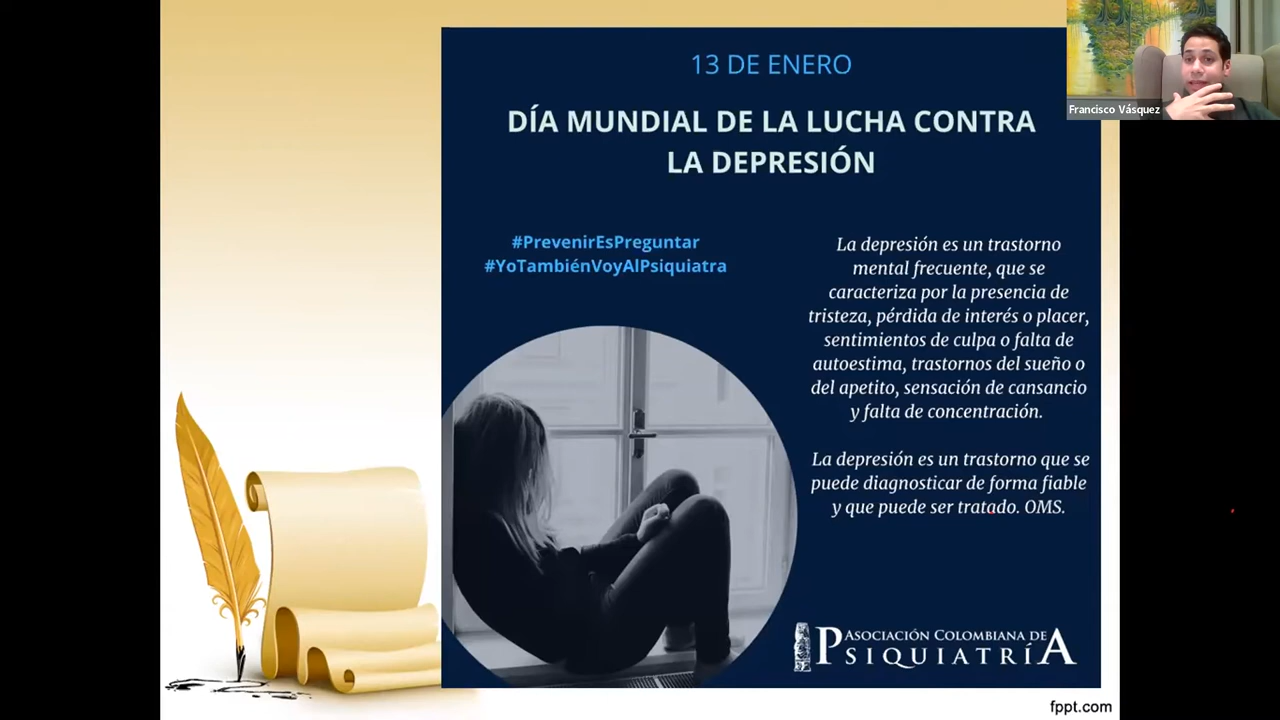 13 DE ENERO
DÍA MUNDIAL DE LA LUCHA CONTRA
LA DEPRESIÓN
#PrevenirEsPreguntar
#YoTambiénVoyAlPsiquiatra
La depresión es un trastorno
mental frecuente, que se
caracteriza por la presencia de
tristeza, pérdida de interés o placer,
sentimientos de culpa o falta de
autoestima, trastornos del sueño o
del apetito, sensación de cansancio
y falta de concentración.
La depresión es un trastorno que se
puede diagnosticar de forma fiable
y que puede ser tratado. OMS.
ASOCIACIÓN COLOMBIANA DE
PSIQUIATRÍA
fppt.com
Francisco Vásquez